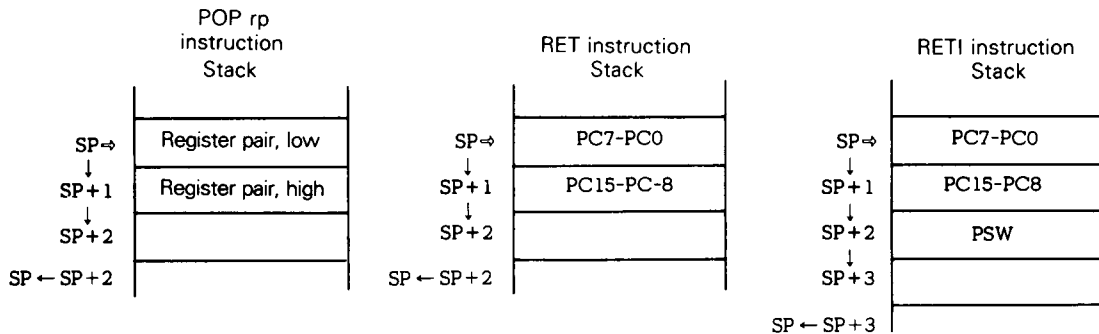 POP rp
instruction
Stack
SP⇨ Register pair, low
↓
SP+1 Register pair, high
↓
SP+2
SP ← SP+2
RET instruction
Stack
SP⇨ PC7-PC0
↓
SP+1 PC15-PC-8
↓
SP+2
SP ← SP+2
RETI instruction
Stack
SP⇨ PC7-PC0
↓
SP+1 PC15-PC8
↓
SP+2 PSW
↓
SP+3
SP ← SP+3